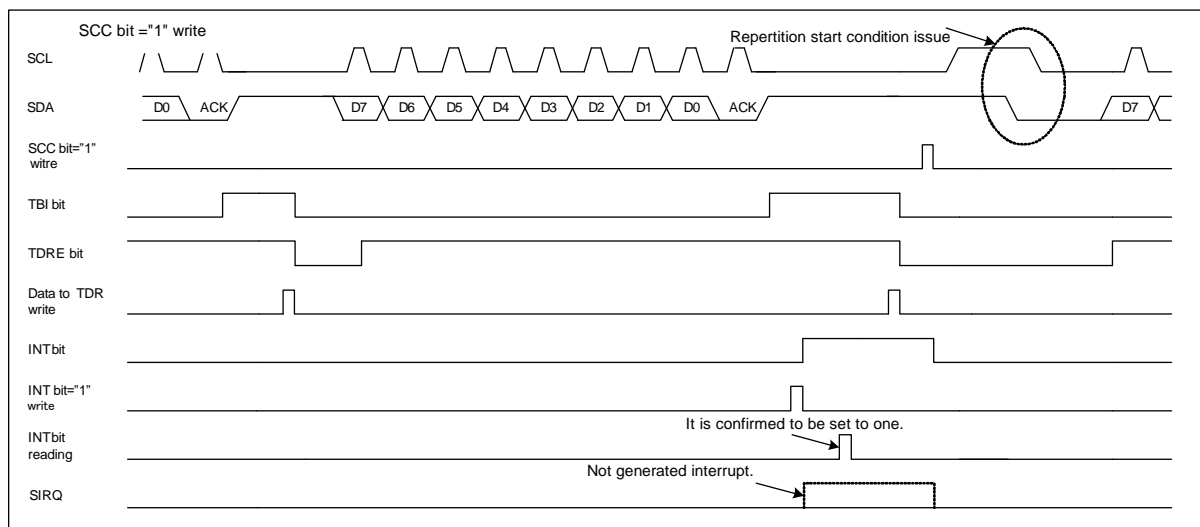 SCC bit ="1" write
Repetition start condition issue
SCL
SDA
D0
ACK
D7
D6
D5
D4
D3
D2
D1
D0
ACK
D7
SCC bit="1"
witre
TBI bit
TDRE bit
Data to TDR
write
INTbit
INT bit="1"
write
It is confirmed to be set to one.
INTbit
reading
Not generated interrupt.
SIRQ